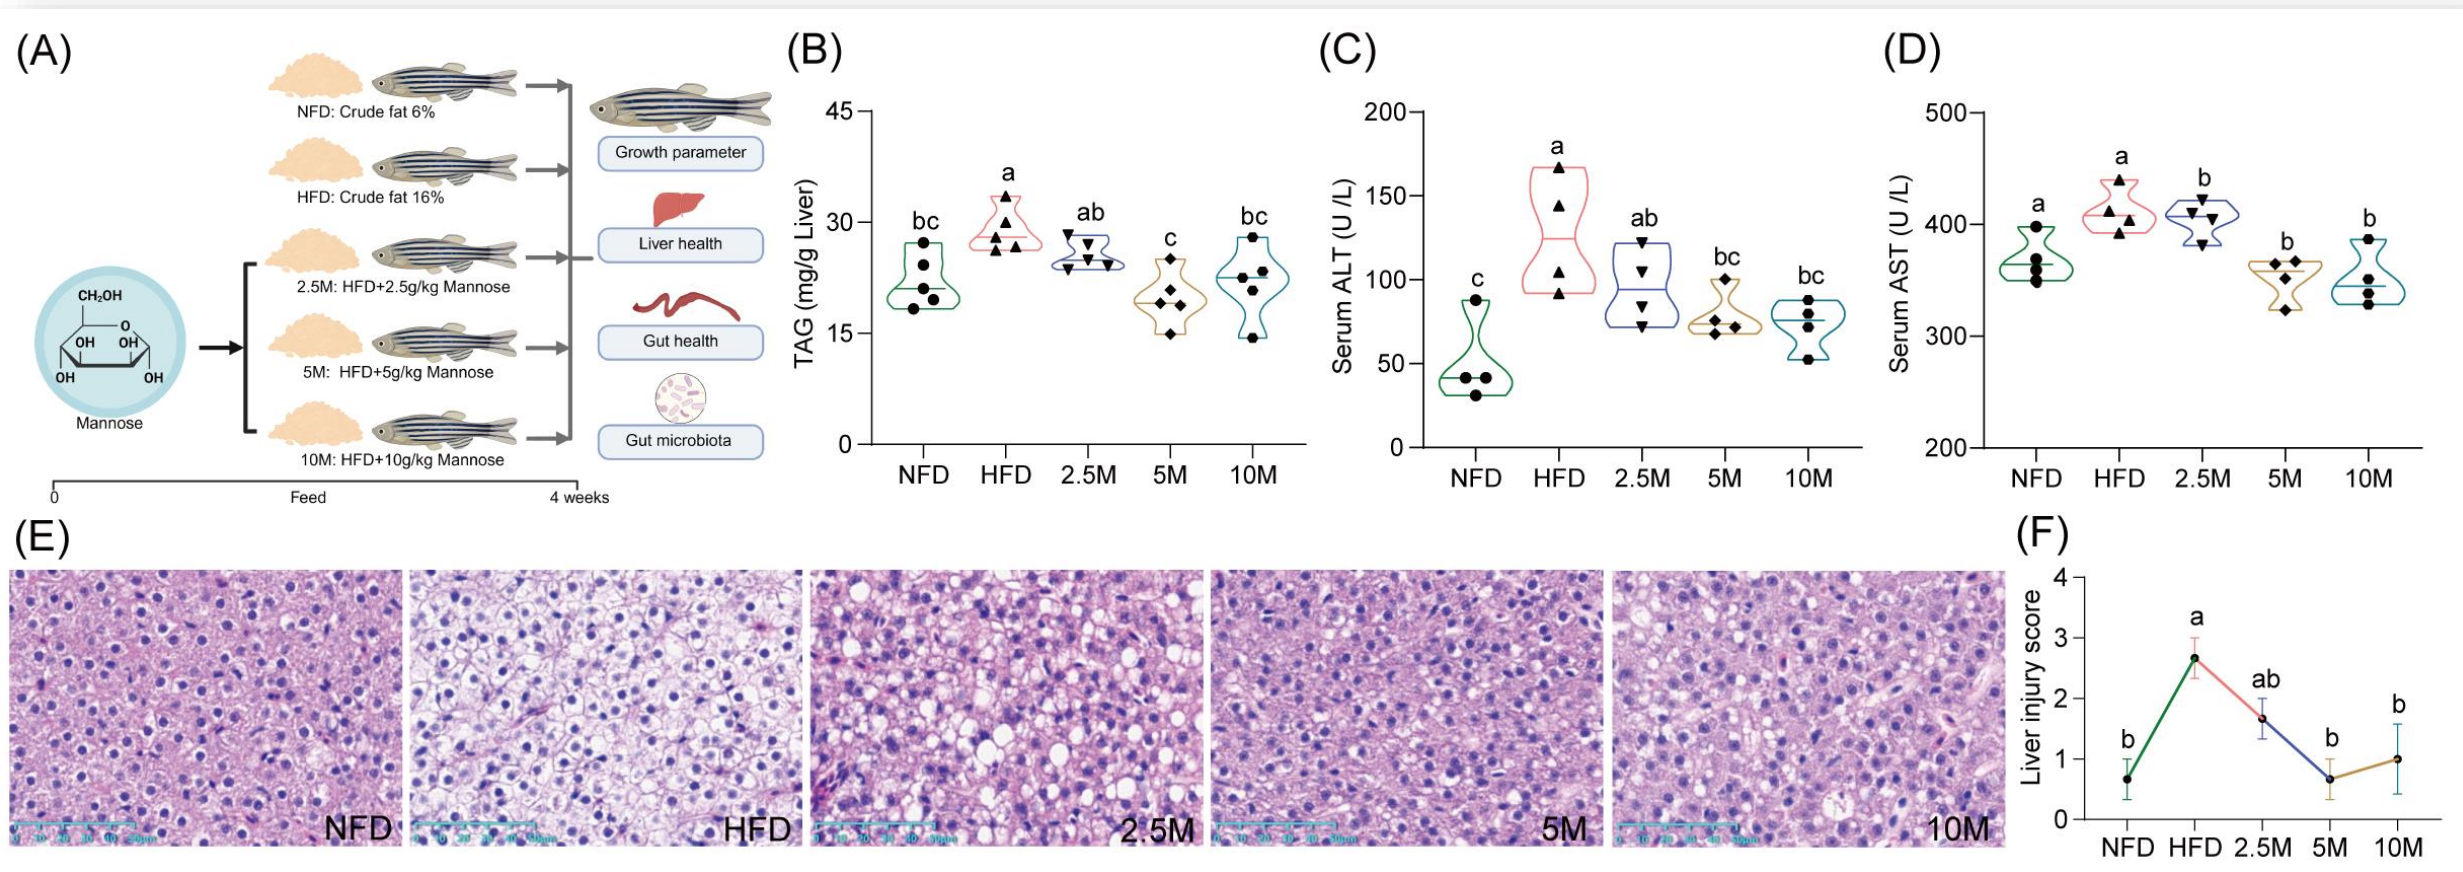 (A)
NFD: Crude fat 6%
HFD: Crude fat 16%
2.5M: HFD+2.5g/kg Mannose
5M: HFD+5g/kg Mannose
10M: HFD+10g/kg Mannose
CH₂OH
O
OH
OH
OH
OH
Mannose
Growth parameter
Liver health
Gut health
Gut microbiota
0
Feed
4 weeks
(B)
TAG (mg/g Liver)
45
30
15
0
bc
a
ab
c
bc
NFD
HFD
2.5M
5M
10M
(C)
Serum ALT (U /L)
200
150
100
50
0
c
a
ab
bc
bc
NFD
HFD
2.5M
5M
10M
(D)
Serum AST (U /L)
500
400
300
200
a
a
b
b
b
NFD
HFD
2.5M
5M
10M
(E)
NFD
HFD
2.5M
5M
10M
(F)
Liver injury score
4
3
2
1
0
b
a
ab
b
b
NFD
HFD
2.5M
5M
10M